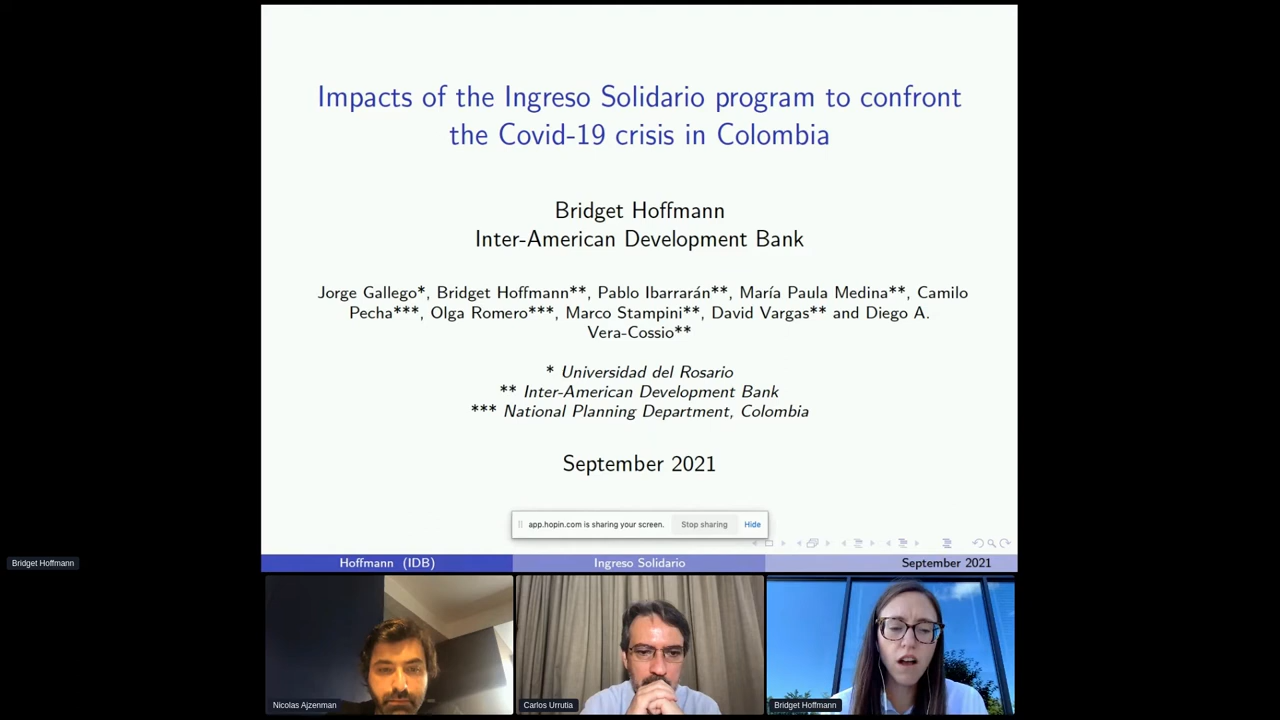 Impacts of the Ingreso Solidario program to confront
the Covid-19 crisis in Colombia
Bridget Hoffmann
Inter-American Development Bank
Jorge Gallego*, Bridget Hoffmann**, Pablo Ibarrarán**, María Paula Medina**, Camilo
Pecha***, Olga Romero***, Marco Stampini**, David Vargas** and Diego A.
Vera-Cossio**
* Universidad del Rosario
** Inter-American Development Bank
*** National Planning Department, Colombia
September 2021
app.hopin.com is sharing your screen. Stop sharing Hide
Bridget Hoffmann
Hoffmann (IDB) Ingreso Solidario September 2021
Nicolas Ajzenman Carlos Urrutia Bridget Hoffmann